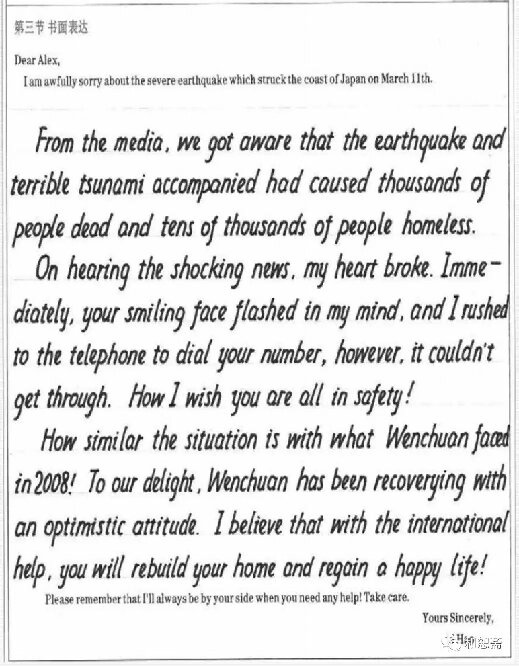 第三节 书面表达
Dear Alex,
I am awfully sorry about the severe earthquake which struck the coast of Japan on March 11th.
From the media, we got aware that the earthquake and
terrible tsunami accompanied had caused thousands of
people dead and tens of thousands of people homeless.
On hearing the shocking news, my heart broke. Imme-
diately, your smiling face flashed in my mind, and I rushed
to the telephone to dial your number, however, it couldn't
get through. How I wish you are all in safety!
How similar the situation is with what Wenchuan faced
in 2008! To our delight, Wenchuan has been recoverying with
an optimistic attitude. I believe that with the international
help, you will rebuild your home and regain a happy life!
Please remember that I'll always be by your side when you need any help! Take care.
Yours Sincerely,